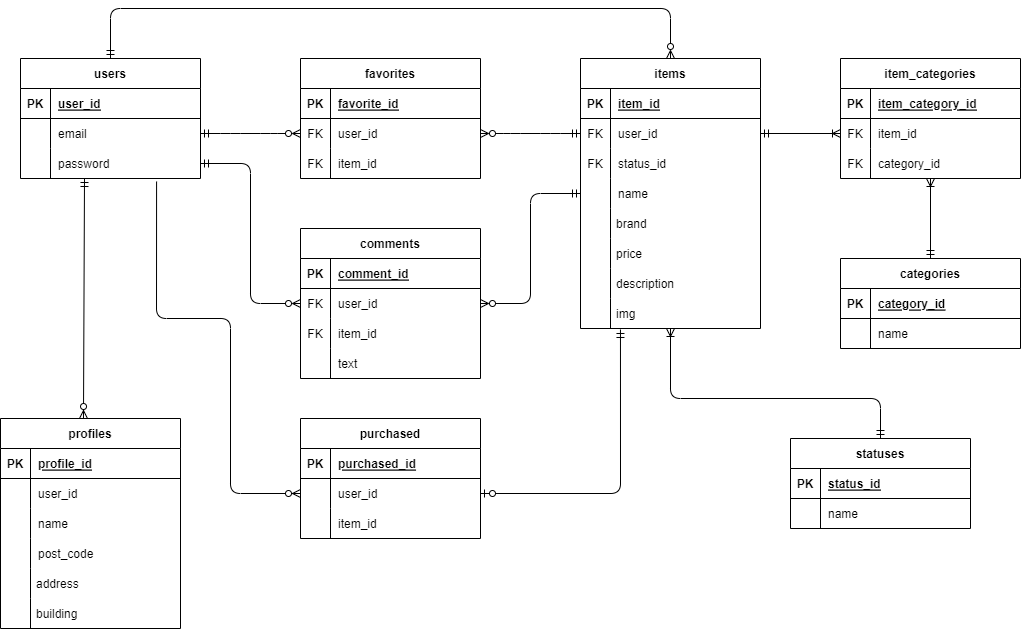 users
PK user_id
email
password
favorites
PK favorite_id
FK user_id
FK item_id
items
PK item_id
FK user_id
FK status_id
name
brand
price
description
img
item_categories
PK item_category_id
FK item_id
FK category_id
comments
PK comment_id
FK user_id
FK item_id
text
categories
PK category_id
name
profiles
PK profile_id
user_id
name
post_code
address
building
purchased
PK purchased_id
user_id
item_id
statuses
PK status_id
name